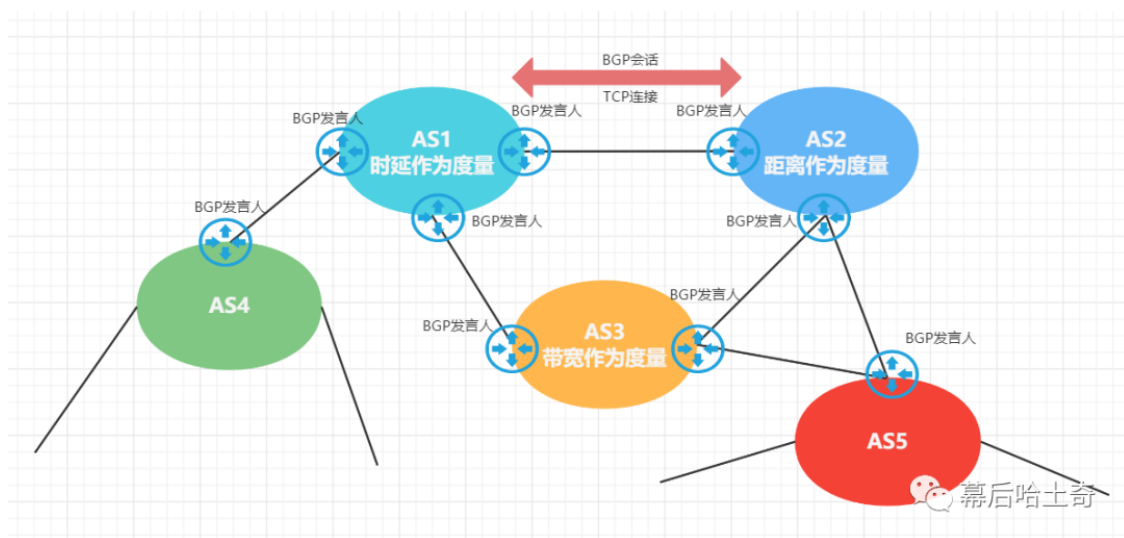 BGP会话
TCP连接
BGP发言人
BGP发言人
BGP发言人
AS1
时延作为度量
AS2
距离作为度量
BGP发言人
BGP发言人
BGP发言人
AS4
BGP发言人
BGP发言人
AS3
带宽作为度量
BGP发言人
AS5
幕后哈土奇